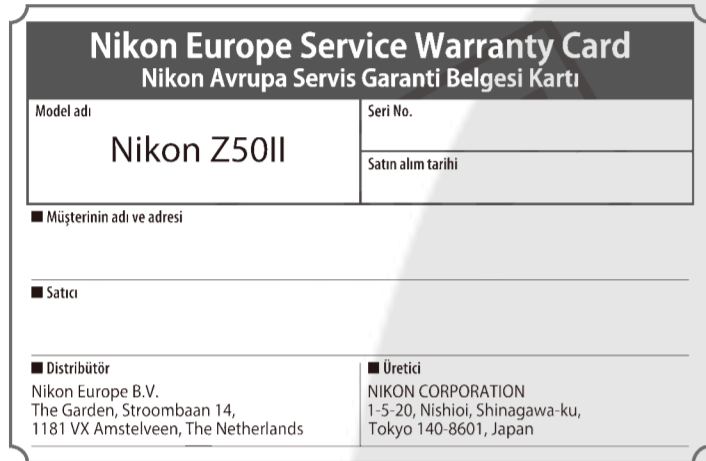 Nikon Europe Service Warranty Card
Nikon Avrupa Servis Garanti Belgesi Kartı
Model adı
Nikon Z50II
Seri No.
Satın alım tarihi
■ Müşterinin adı ve adresi
■ Satıcı
■ Distribütör
Nikon Europe B.V.
The Garden, Stroombaan 14,
1181 VX Amstelveen, The Netherlands
■ Üretici
NIKON CORPORATION
1-5-20, Nishioi, Shinagawa-ku,
Tokyo 140-8601, Japan